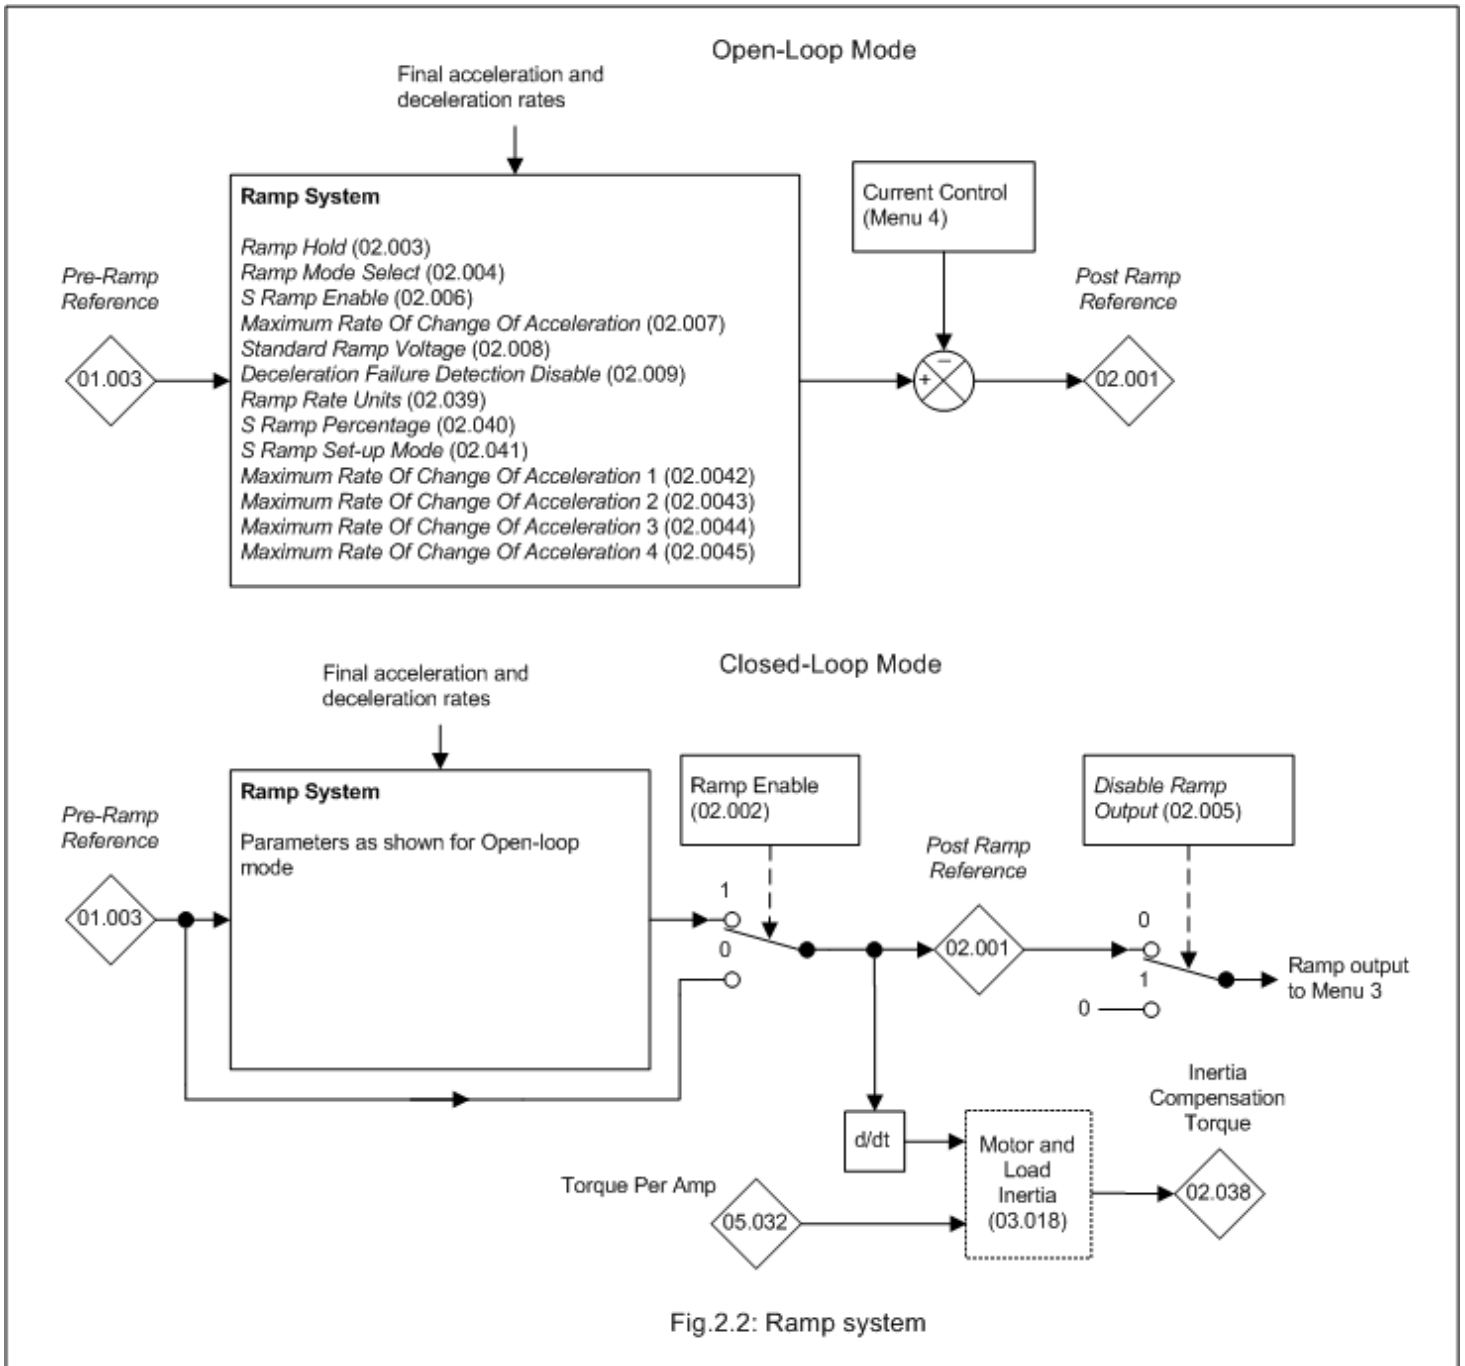 Open-Loop Mode
Final acceleration and
deceleration rates
Ramp System
Ramp Hold (02.003)
Ramp Mode Select (02.004)
S Ramp Enable (02.006)
Maximum Rate Of Change Of Acceleration (02.007)
Standard Ramp Voltage (02.008)
Deceleration Failure Detection Disable (02.009)
Ramp Rate Units (02.039)
S Ramp Percentage (02.040)
S Ramp Set-up Mode (02.041)
Maximum Rate Of Change Of Acceleration 1 (02.0042)
Maximum Rate Of Change Of Acceleration 2 (02.0043)
Maximum Rate Of Change Of Acceleration 3 (02.0044)
Maximum Rate Of Change Of Acceleration 4 (02.0045)
Pre-Ramp
Reference
01.003
Current Control
(Menu 4)
+
−
Post Ramp
Reference
02.001
Closed-Loop Mode
Final acceleration and
deceleration rates
Ramp System
Parameters as shown for Open-loop
mode
Pre-Ramp
Reference
01.003
Ramp Enable
(02.002)
1
0
Post Ramp
Reference
02.001
Disable Ramp
Output (02.005)
0
1
0
Ramp output
to Menu 3
d/dt
Motor and
Load
Inertia
(03.018)
Inertia
Compensation
Torque
02.038
Torque Per Amp
05.032
Fig.2.2: Ramp system